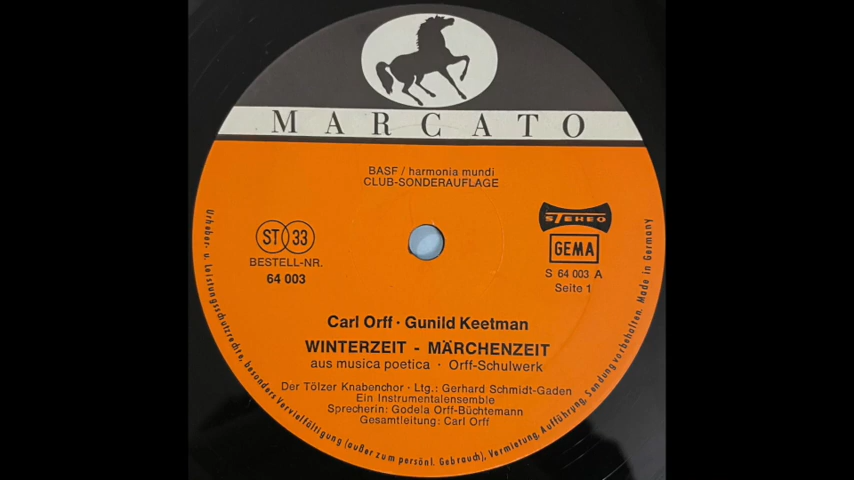 MARCATO
BASF / harmonia mundi
CLUB-SONDERAUFLAGE
ST 33
BESTELL-NR.
64 003
STEREO
GEMA
S 64 003 A
Seite 1
Carl Orff · Gunild Keetman
WINTERZEIT - MÄRCHENZEIT
aus musica poetica · Orff-Schulwerk
Der Tölzer Knabenchor · Ltg.: Gerhard Schmidt-Gaden
Ein Instrumentalensemble
Sprecherin: Godela Orff-Büchtemann
Gesamtleitung: Carl Orff
Urheber- u. Leistungsschutzrechte, besonders Vervielfältigung (außer zum persönl. Gebrauch), Vermietung, Aufführung, Sendung vorbehalten. Made in Germany